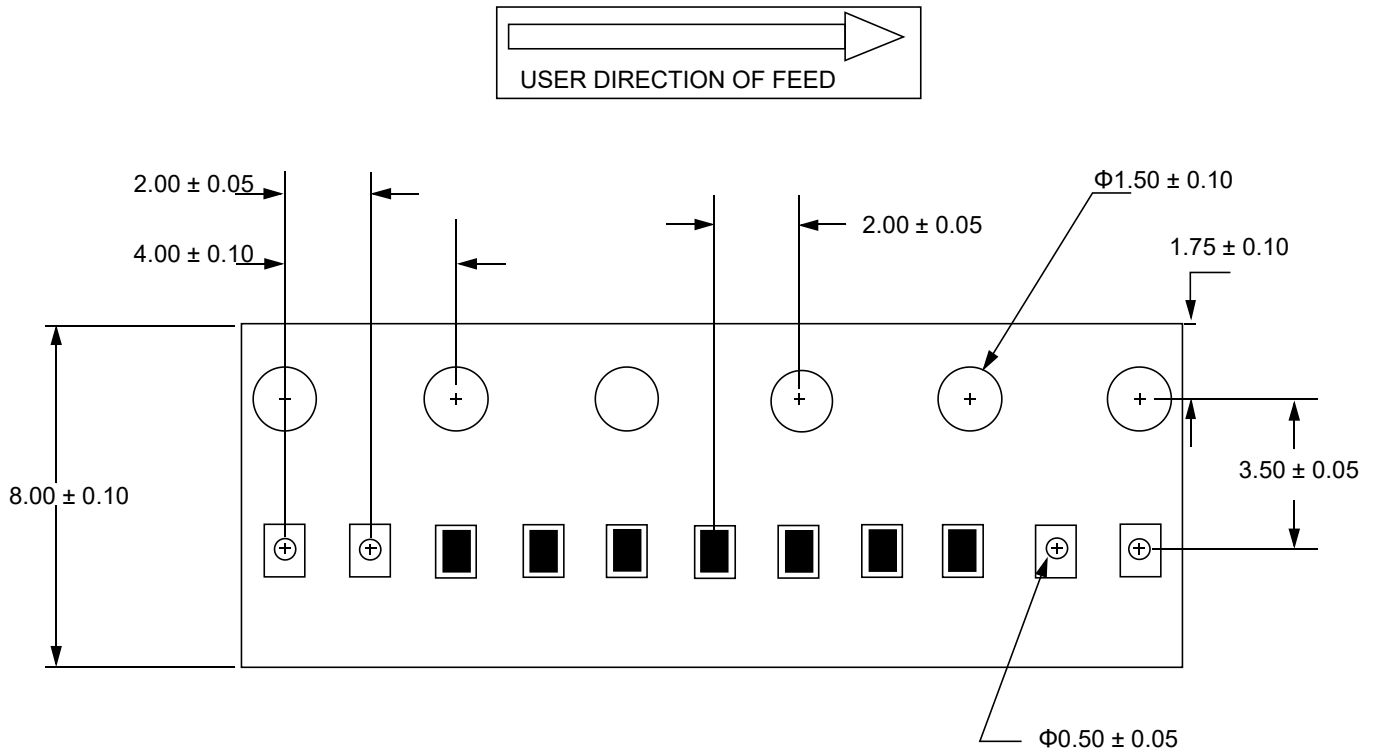 USER DIRECTION OF FEED
2.00 ± 0.05
Φ1.50 ± 0.10
2.00 ± 0.05
4.00 ± 0.10
1.75 ± 0.10
3.50 ± 0.05
8.00 ± 0.10
Φ0.50 ± 0.05